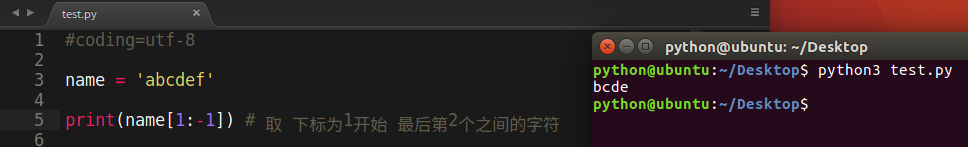 test.py
1 #coding=utf-8
2
3 name = 'abcdef'
4
5 print(name[1:-1]) # 取 下标为1开始 最后第2个之间的字符
6
python@ubuntu: ~/Desktop
python@ubuntu:~/Desktop$ python3 test.py
bcde
python@ubuntu:~/Desktop$